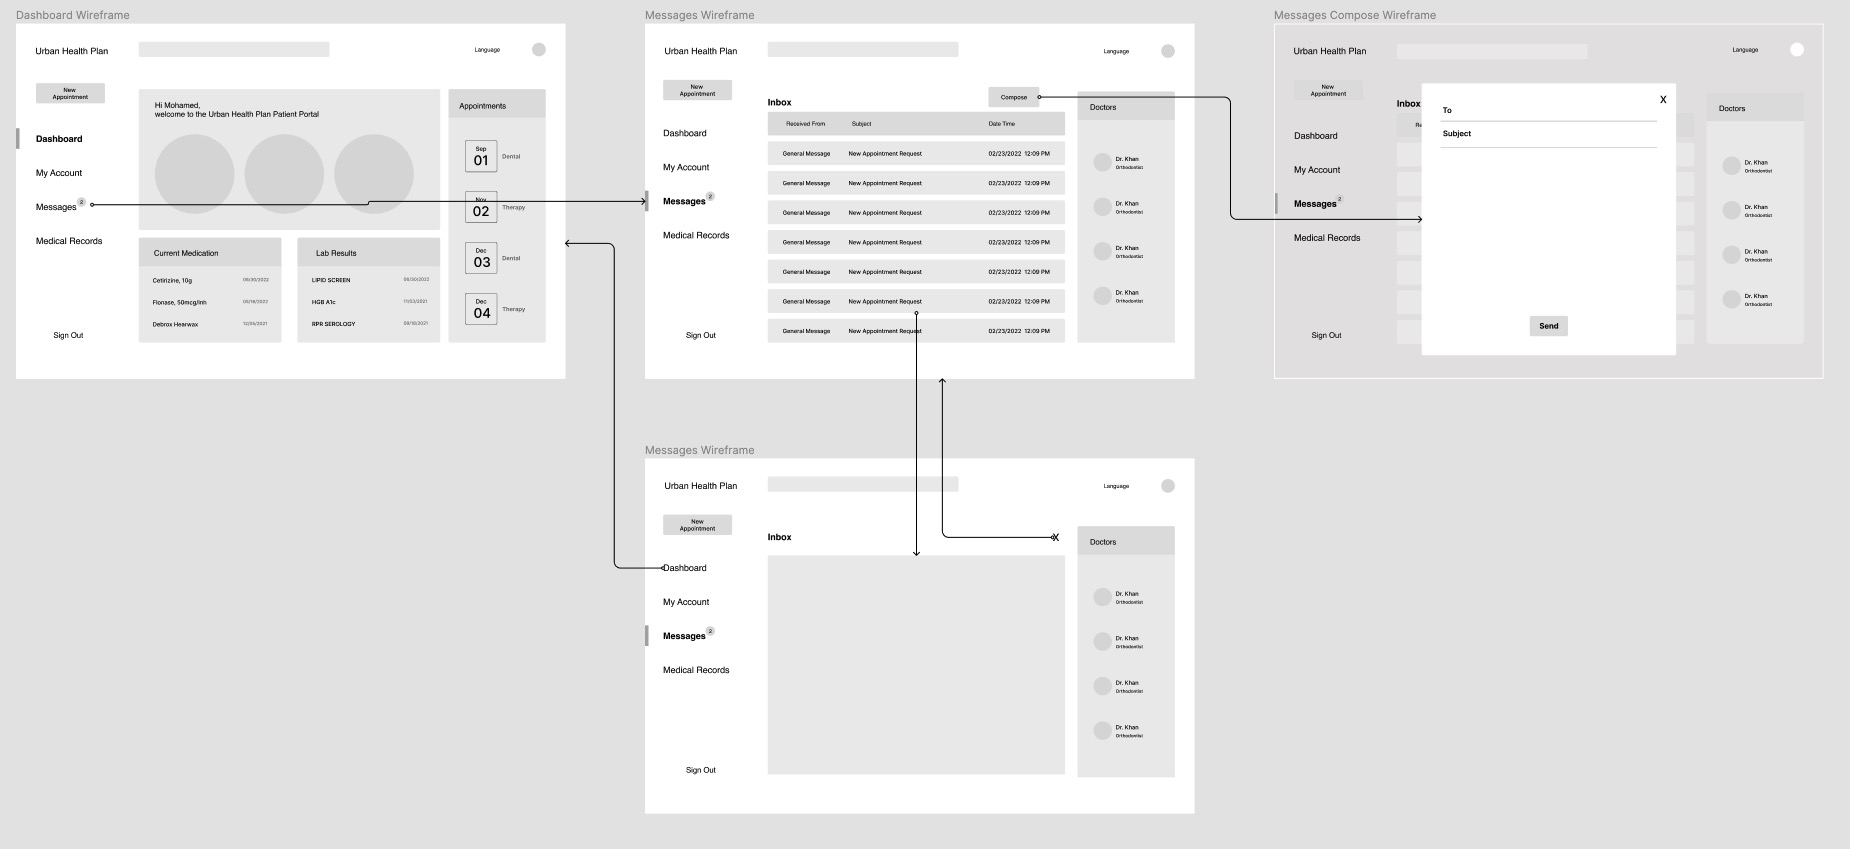 Dashboard Wireframe
Urban Health Plan
Language
New
Appointment
Dashboard
My Account
Messages 2
Medical Records
Sign Out
Hi Mohamed,
welcome to the Urban Health Plan Patient Portal
Current Medication
Cetirizine, 10g 06/30/2022
Flonase, 50mcg/inh 05/18/2022
Debrox Hearwax 12/05/2021
Lab Results
LIPID SCREEN 06/30/2022
HGB A1c 11/03/2021
RPR SEROLOGY 09/18/2021
Appointments
Sep
01 Dental
Nov
02 Therapy
Dec
03 Dental
Dec
04 Therapy
Messages Wireframe
Urban Health Plan
Language
New
Appointment
Dashboard
My Account
Messages 2
Medical Records
Sign Out
Inbox
Compose
Received From Subject Date Time
General Message New Appointment Request 02/23/2022 12:09 PM
General Message New Appointment Request 02/23/2022 12:09 PM
General Message New Appointment Request 02/23/2022 12:09 PM
General Message New Appointment Request 02/23/2022 12:09 PM
General Message New Appointment Request 02/23/2022 12:09 PM
General Message New Appointment Request 02/23/2022 12:09 PM
General Message New Appointment Request 02/23/2022 12:09 PM
Doctors
Dr. Khan
Orthodontist
Dr. Khan
Orthodontist
Dr. Khan
Orthodontist
Dr. Khan
Orthodontist
Messages Compose Wireframe
Urban Health Plan
Language
New
Appointment
Dashboard
My Account
Messages 2
Medical Records
Sign Out
Inbox
Re
X
To
Subject
Send
Doctors
Dr. Khan
Orthodontist
Dr. Khan
Orthodontist
Dr. Khan
Orthodontist
Dr. Khan
Orthodontist
Messages Wireframe
Urban Health Plan
Language
New
Appointment
Dashboard
My Account
Messages 2
Medical Records
Sign Out
Inbox
X
Doctors
Dr. Khan
Orthodontist
Dr. Khan
Orthodontist
Dr. Khan
Orthodontist
Dr. Khan
Orthodontist